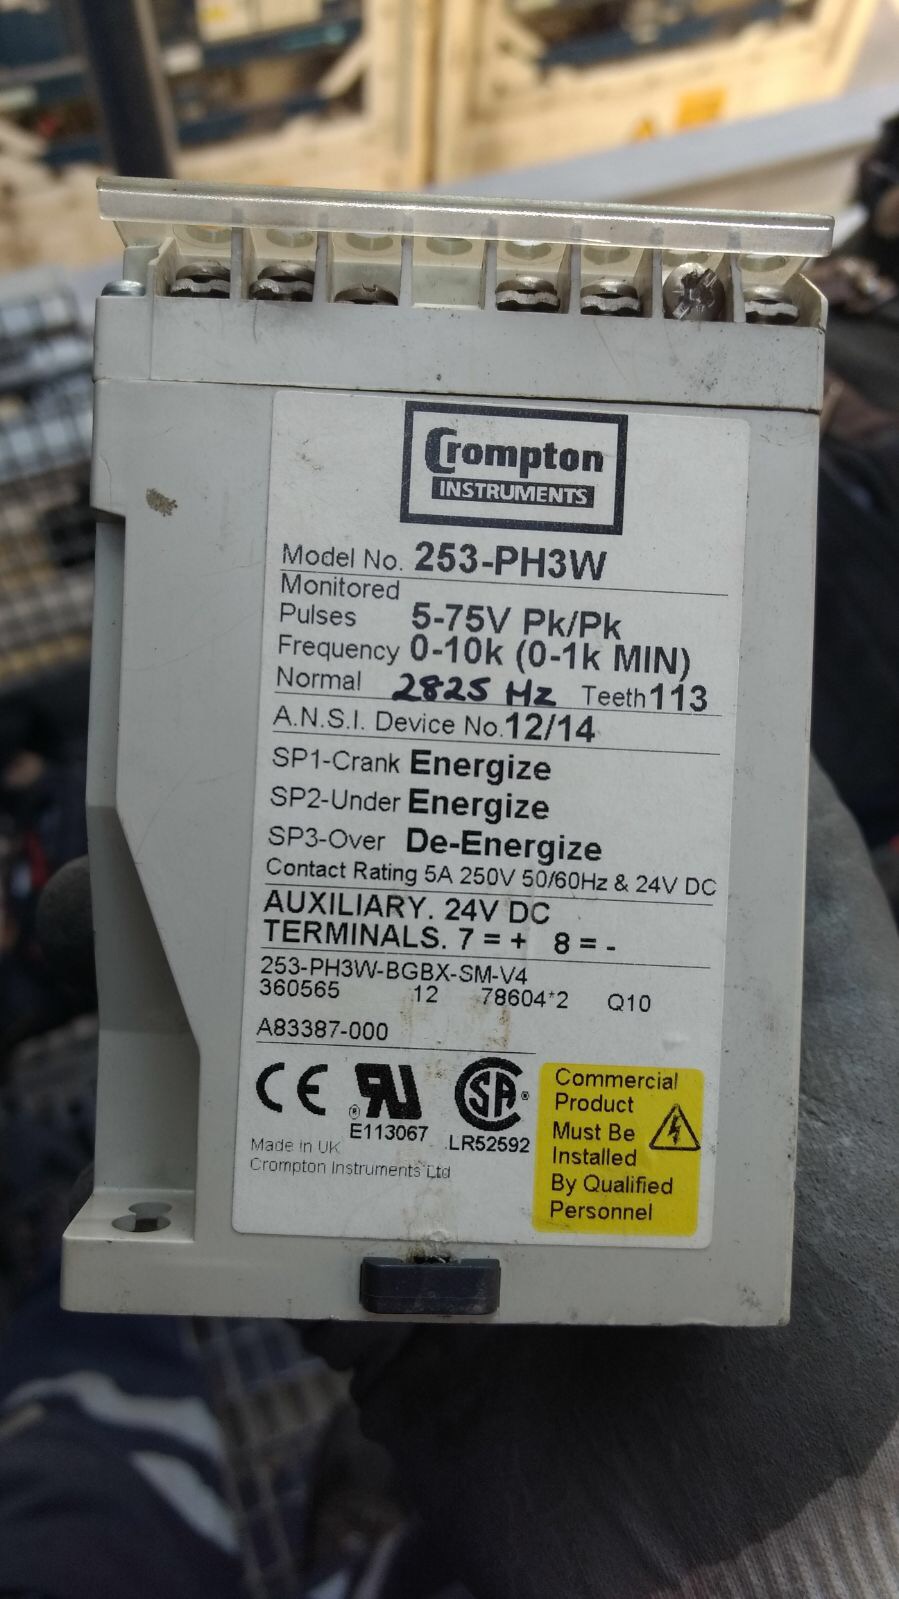 Crompton
INSTRUMENTS
Model No. 253-PH3W
Monitored
Pulses 5-75V Pk/Pk
Frequency 0-10k (0-1k MIN)
Normal 2825 Hz Teeth 113
A.N.S.I. Device No. 12/14
SP1-Crank Energize
SP2-Under Energize
SP3-Over De-Energize
Contact Rating 5A 250V 50/60Hz & 24V DC
AUXILIARY. 24V DC
TERMINALS. 7 = + 8 = -
253-PH3W-BGBX-SM-V4
360565 12 78604*2 Q10
A83387-000
CE RU ® SA ®
E113067 LR52592
Made in UK
Crompton Instruments Ltd
Commercial
Product
Must Be
Installed
By Qualified
Personnel